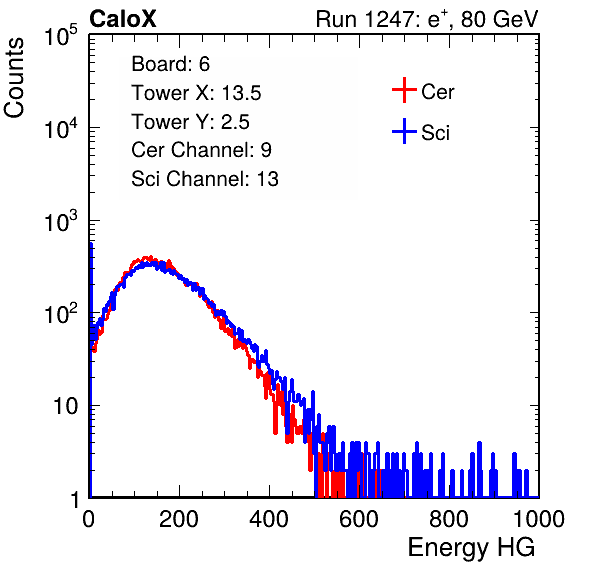 CaloX Run 1247: e+, 80 GeV
Counts
Board: 6
Tower X: 13.5
Tower Y: 2.5
Cer Channel: 9
Sci Channel: 13
Cer
Sci
10^5
10^4
10^3
10^2
10
1
0 200 400 600 800 1000
Energy HG